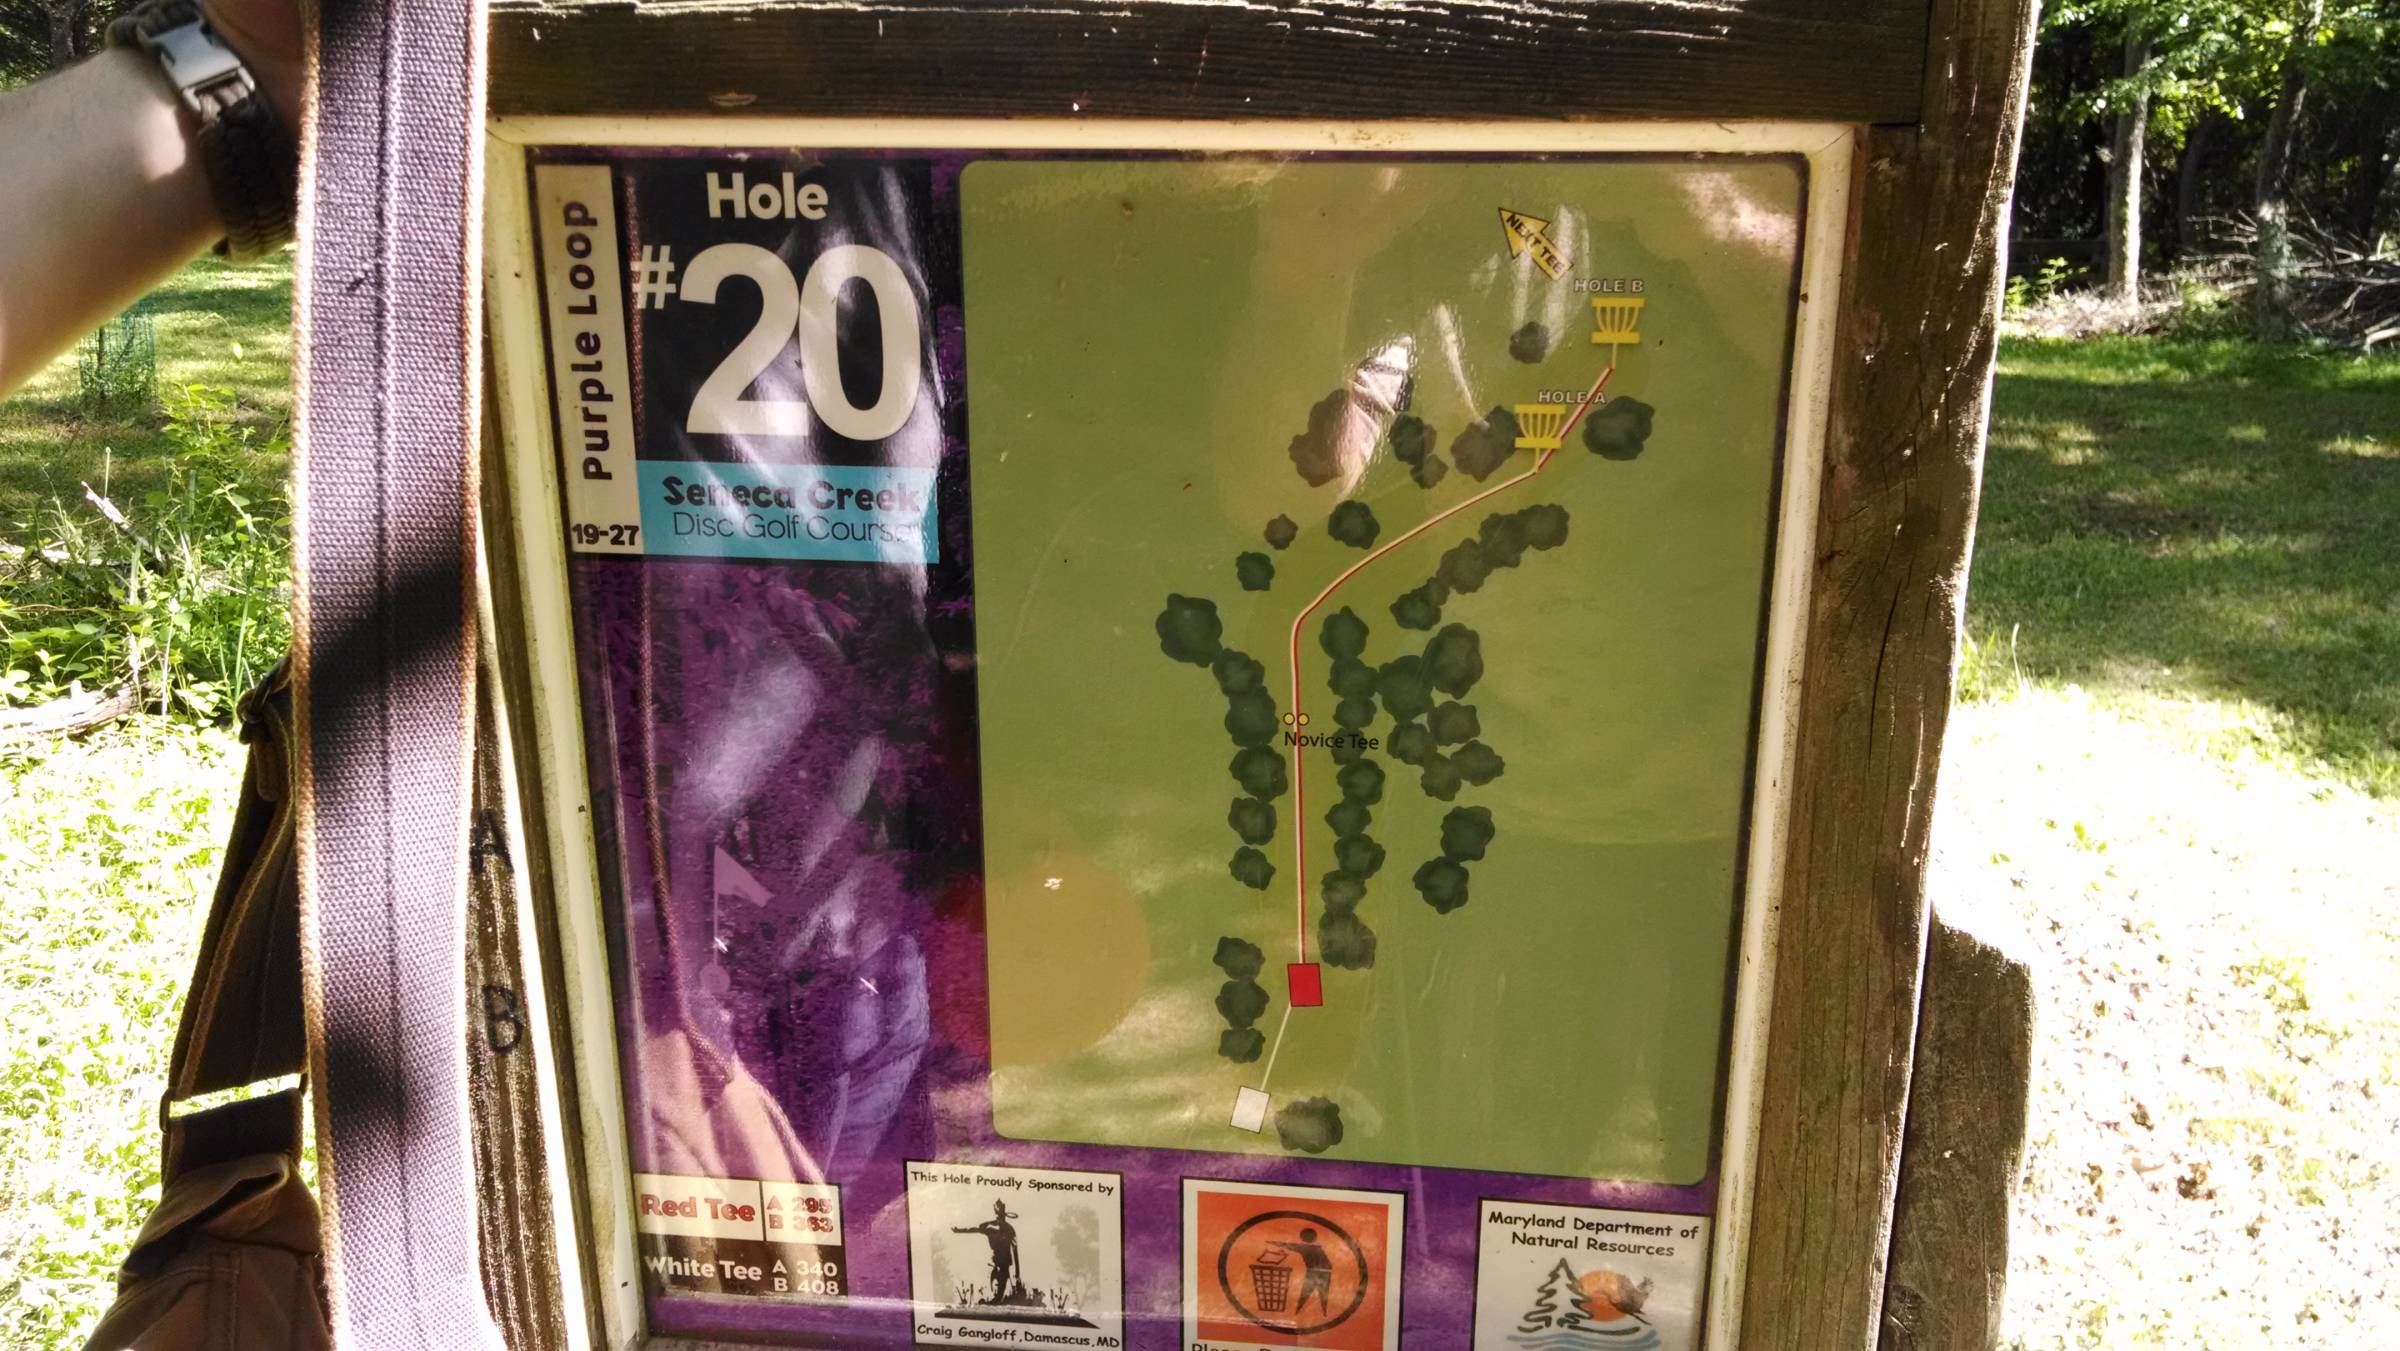 Purple Loop
19-27
Hole
#20
Seneca Creek
Disc Golf Course
NEXT TEE
HOLE B
HOLE A
Novice Tee
A
B
Red Tee A 295
B 363
White Tee A 340
B 408
This Hole Proudly Sponsored by
Craig Gangloff, Damascus, MD
Maryland Department of
Natural Resources